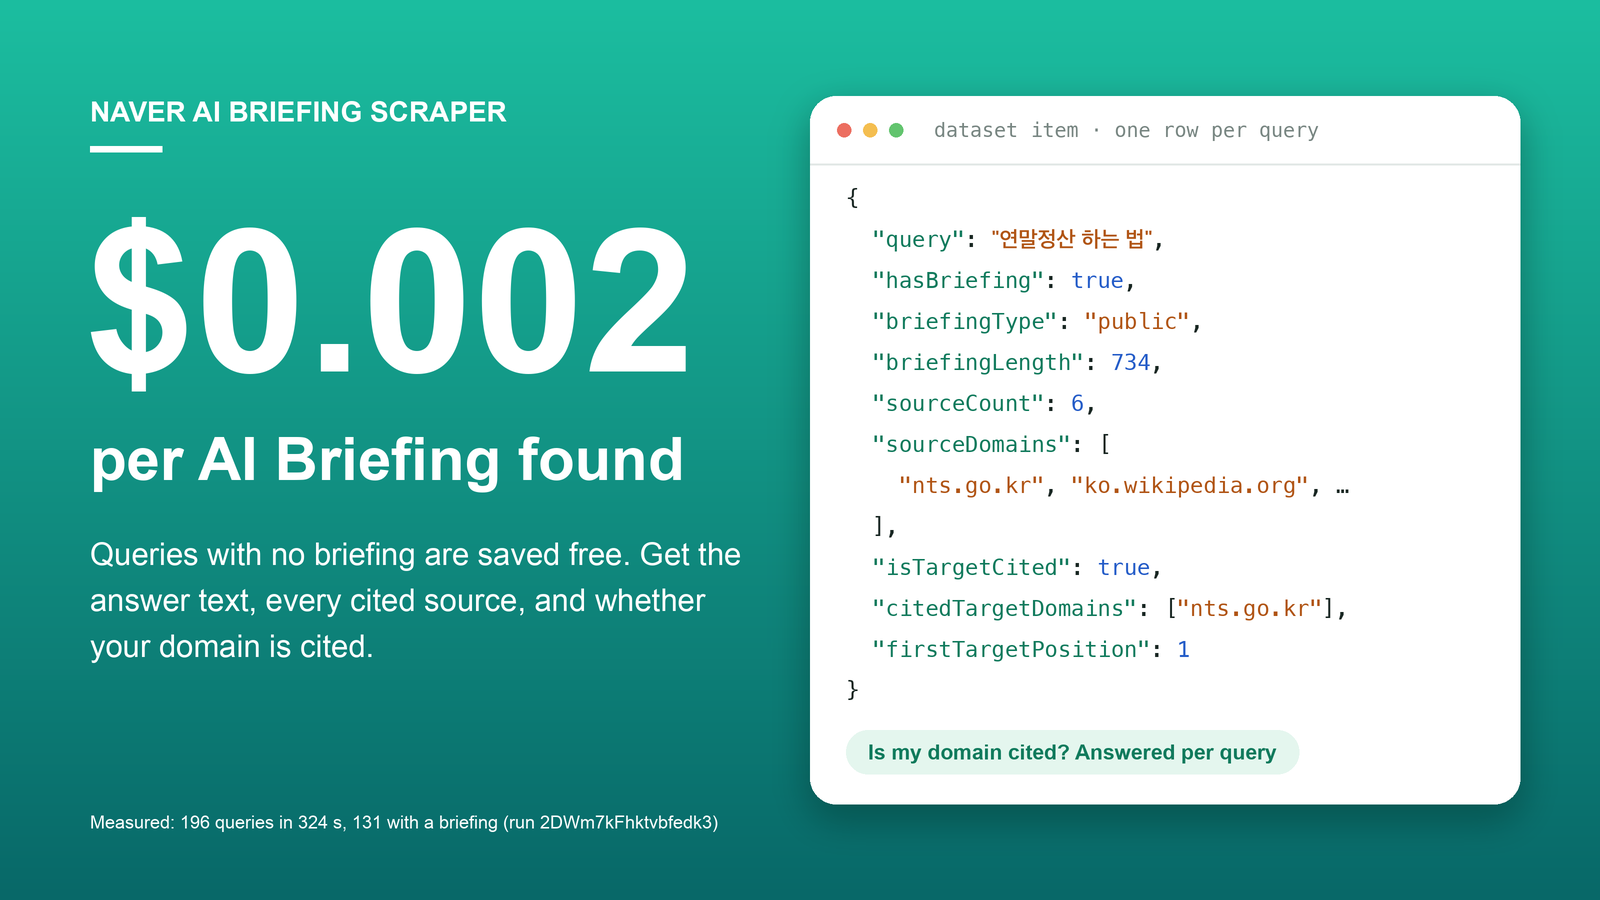 NAVER AI BRIEFING SCRAPER
$0.002
per AI Briefing found
Queries with no briefing are saved free. Get the
answer text, every cited source, and whether
your domain is cited.
Measured: 196 queries in 324 s, 131 with a briefing (run 2DWm7kFhktvbfedk3)
dataset item · one row per query
{
"query": "연말정산 하는 법",
"hasBriefing": true,
"briefingType": "public",
"briefingLength": 734,
"sourceCount": 6,
"sourceDomains": [
"nts.go.kr", "ko.wikipedia.org", …
],
"isTargetCited": true,
"citedTargetDomains": ["nts.go.kr"],
"firstTargetPosition": 1
}
Is my domain cited? Answered per query